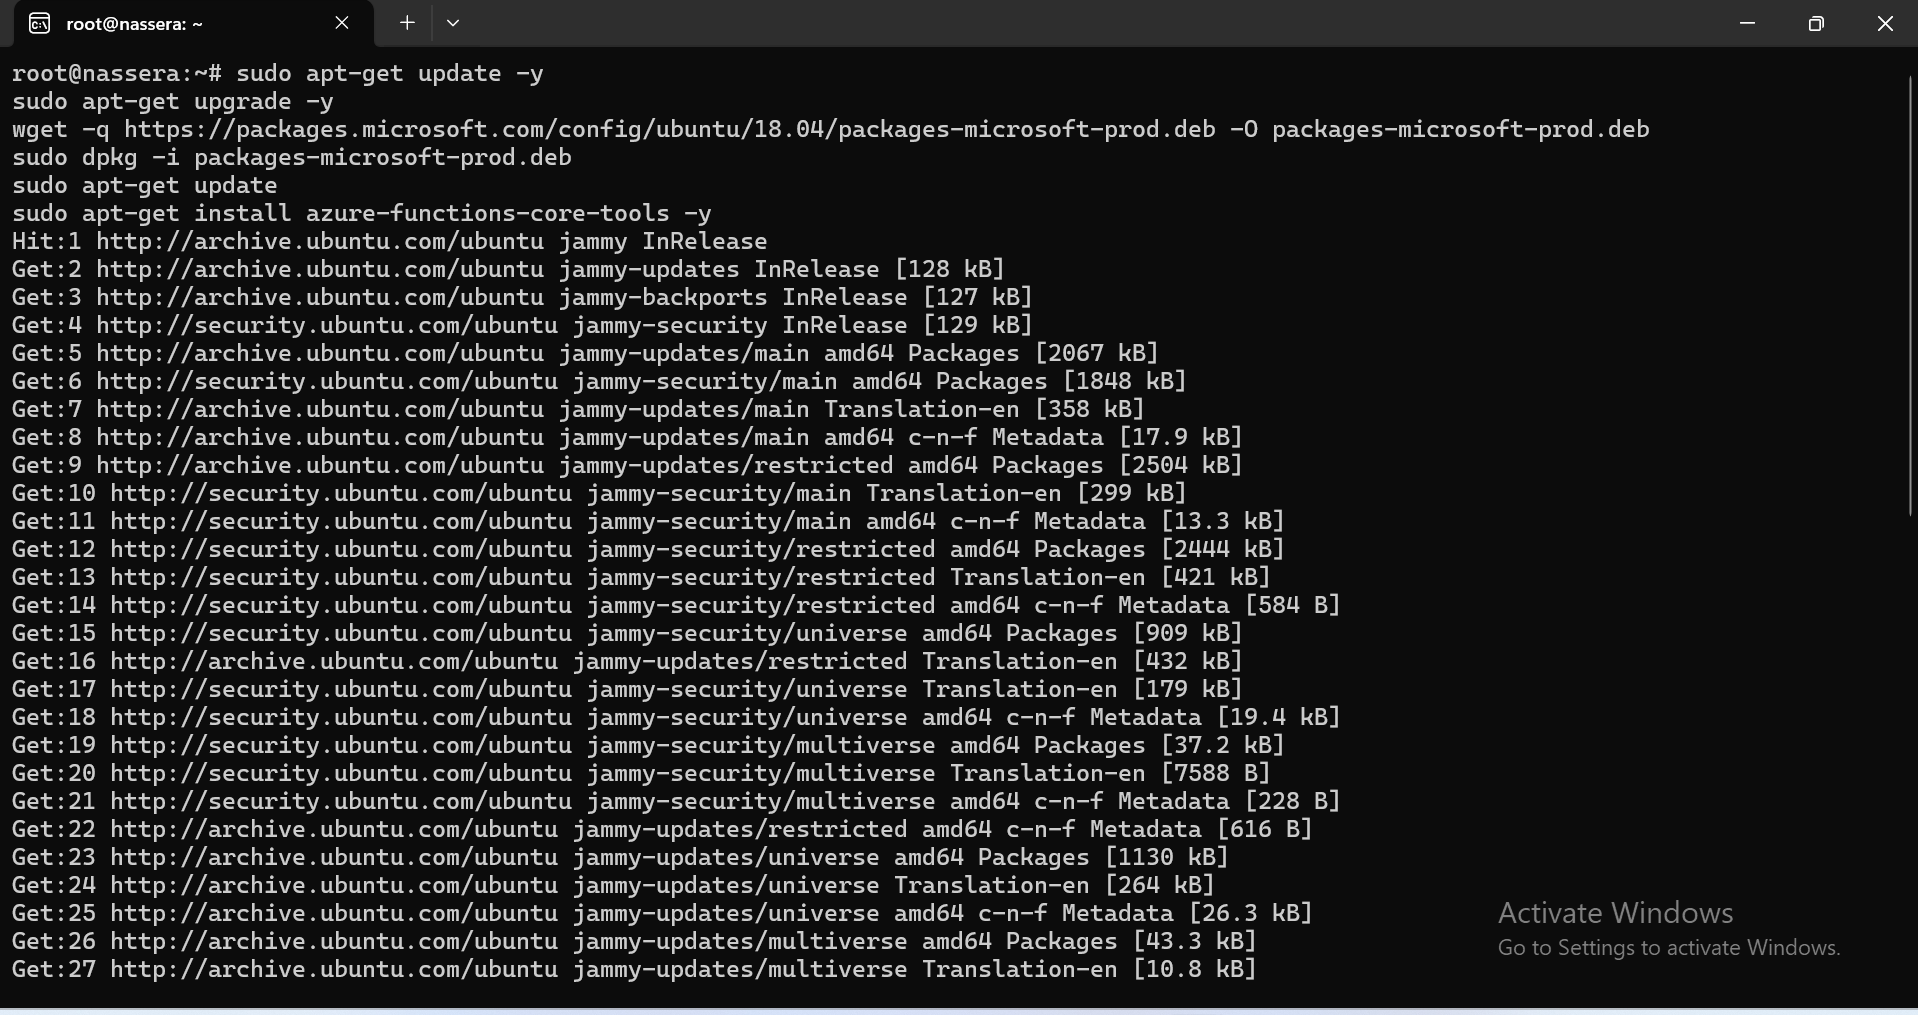 root@nassera: ~
root@nassera:~# sudo apt-get update -y
sudo apt-get upgrade -y
wget -q https://packages.microsoft.com/config/ubuntu/18.04/packages-microsoft-prod.deb -O packages-microsoft-prod.deb
sudo dpkg -i packages-microsoft-prod.deb
sudo apt-get update
sudo apt-get install azure-functions-core-tools -y
Hit:1 http://archive.ubuntu.com/ubuntu jammy InRelease
Get:2 http://archive.ubuntu.com/ubuntu jammy-updates InRelease [128 kB]
Get:3 http://archive.ubuntu.com/ubuntu jammy-backports InRelease [127 kB]
Get:4 http://security.ubuntu.com/ubuntu jammy-security InRelease [129 kB]
Get:5 http://archive.ubuntu.com/ubuntu jammy-updates/main amd64 Packages [2067 kB]
Get:6 http://security.ubuntu.com/ubuntu jammy-security/main amd64 Packages [1848 kB]
Get:7 http://archive.ubuntu.com/ubuntu jammy-updates/main Translation-en [358 kB]
Get:8 http://archive.ubuntu.com/ubuntu jammy-updates/main amd64 c-n-f Metadata [17.9 kB]
Get:9 http://archive.ubuntu.com/ubuntu jammy-updates/restricted amd64 Packages [2504 kB]
Get:10 http://security.ubuntu.com/ubuntu jammy-security/main Translation-en [299 kB]
Get:11 http://security.ubuntu.com/ubuntu jammy-security/main amd64 c-n-f Metadata [13.3 kB]
Get:12 http://security.ubuntu.com/ubuntu jammy-security/restricted amd64 Packages [2444 kB]
Get:13 http://security.ubuntu.com/ubuntu jammy-security/restricted Translation-en [421 kB]
Get:14 http://security.ubuntu.com/ubuntu jammy-security/restricted amd64 c-n-f Metadata [584 B]
Get:15 http://security.ubuntu.com/ubuntu jammy-security/universe amd64 Packages [909 kB]
Get:16 http://archive.ubuntu.com/ubuntu jammy-updates/restricted Translation-en [432 kB]
Get:17 http://security.ubuntu.com/ubuntu jammy-security/universe Translation-en [179 kB]
Get:18 http://security.ubuntu.com/ubuntu jammy-security/universe amd64 c-n-f Metadata [19.4 kB]
Get:19 http://security.ubuntu.com/ubuntu jammy-security/multiverse amd64 Packages [37.2 kB]
Get:20 http://security.ubuntu.com/ubuntu jammy-security/multiverse Translation-en [7588 B]
Get:21 http://security.ubuntu.com/ubuntu jammy-security/multiverse amd64 c-n-f Metadata [228 B]
Get:22 http://archive.ubuntu.com/ubuntu jammy-updates/restricted amd64 c-n-f Metadata [616 B]
Get:23 http://archive.ubuntu.com/ubuntu jammy-updates/universe amd64 Packages [1130 kB]
Get:24 http://archive.ubuntu.com/ubuntu jammy-updates/universe Translation-en [264 kB]
Get:25 http://archive.ubuntu.com/ubuntu jammy-updates/universe amd64 c-n-f Metadata [26.3 kB]
Get:26 http://archive.ubuntu.com/ubuntu jammy-updates/multiverse amd64 Packages [43.3 kB]
Get:27 http://archive.ubuntu.com/ubuntu jammy-updates/multiverse Translation-en [10.8 kB]
Activate Windows
Go to Settings to activate Windows.